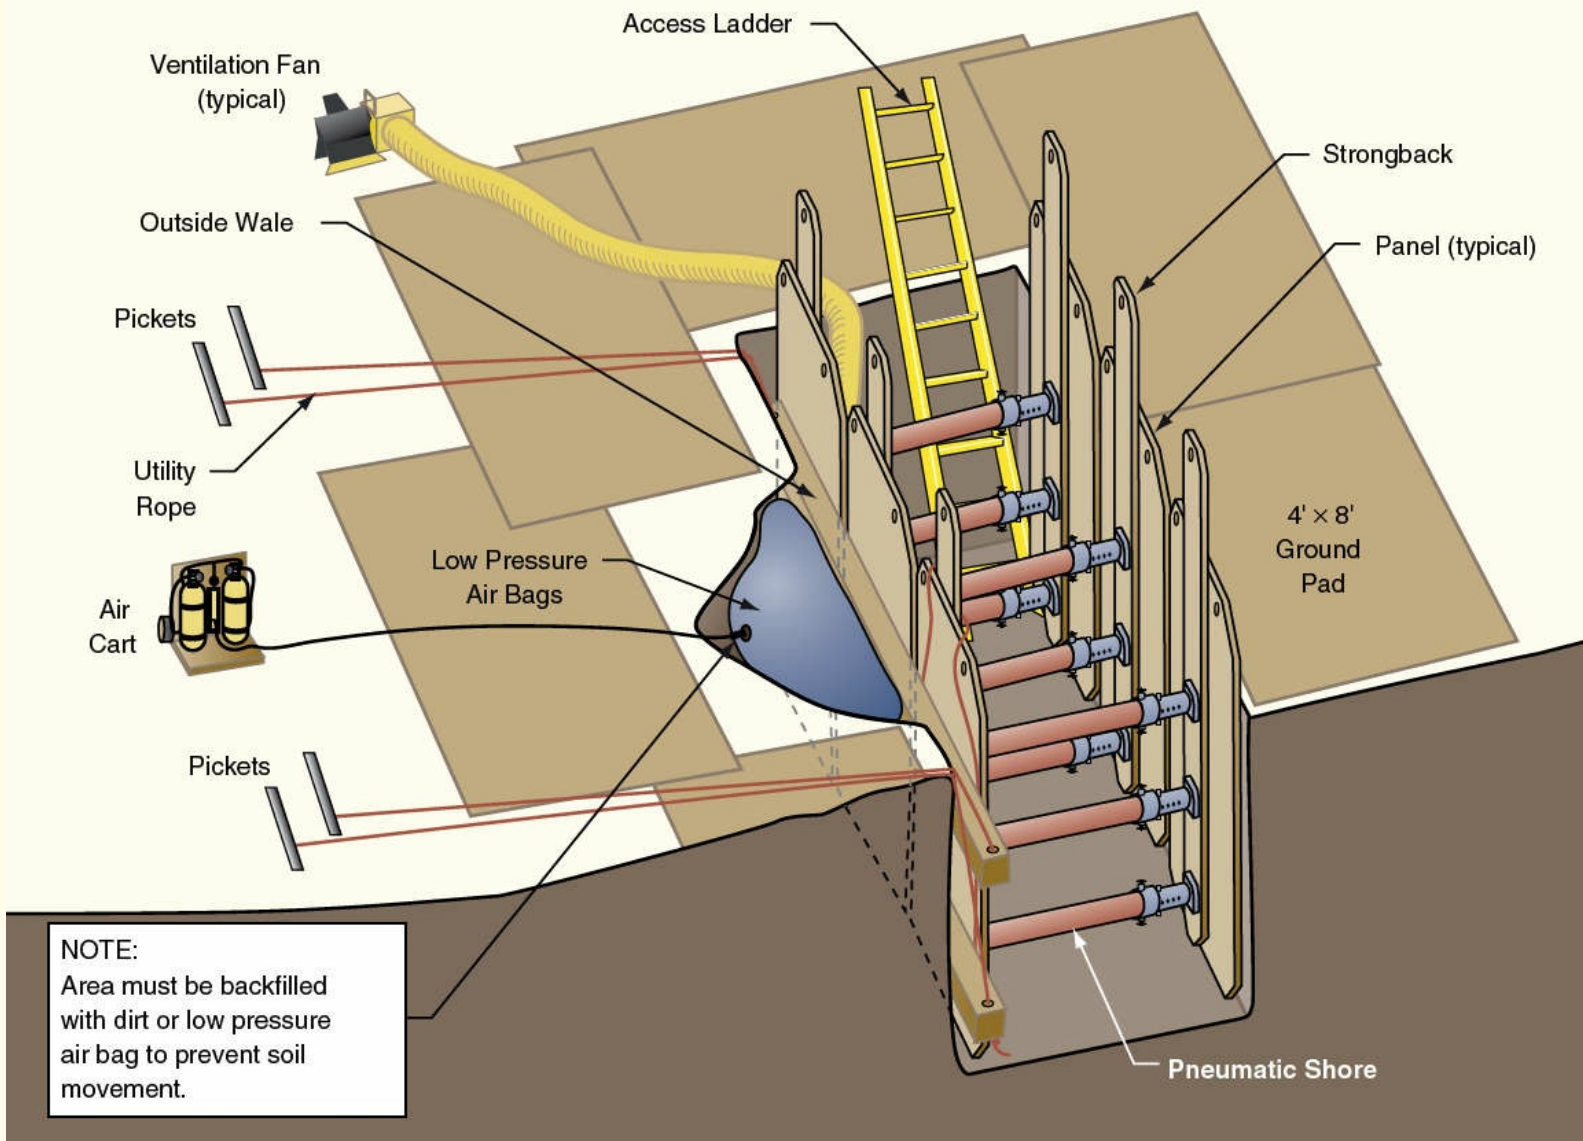 Access Ladder
Ventilation Fan
(typical)
Strongback
Outside Wale
Panel (typical)
Pickets
Utility
Rope
4' × 8'
Ground
Pad
Low Pressure
Air Bags
Air
Cart
Pickets
NOTE:
Area must be backfilled
with dirt or low pressure
air bag to prevent soil
movement.
Pneumatic Shore